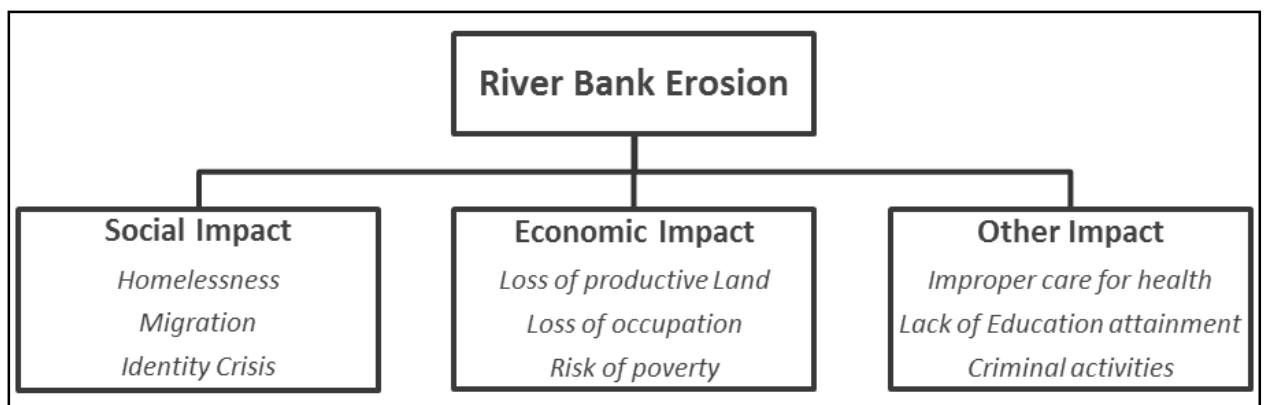 River Bank Erosion
Social Impact
Homelessness
Migration
Identity Crisis
Economic Impact
Loss of productive Land
Loss of occupation
Risk of poverty
Other Impact
Improper care for health
Lack of Education attainment
Criminal activities